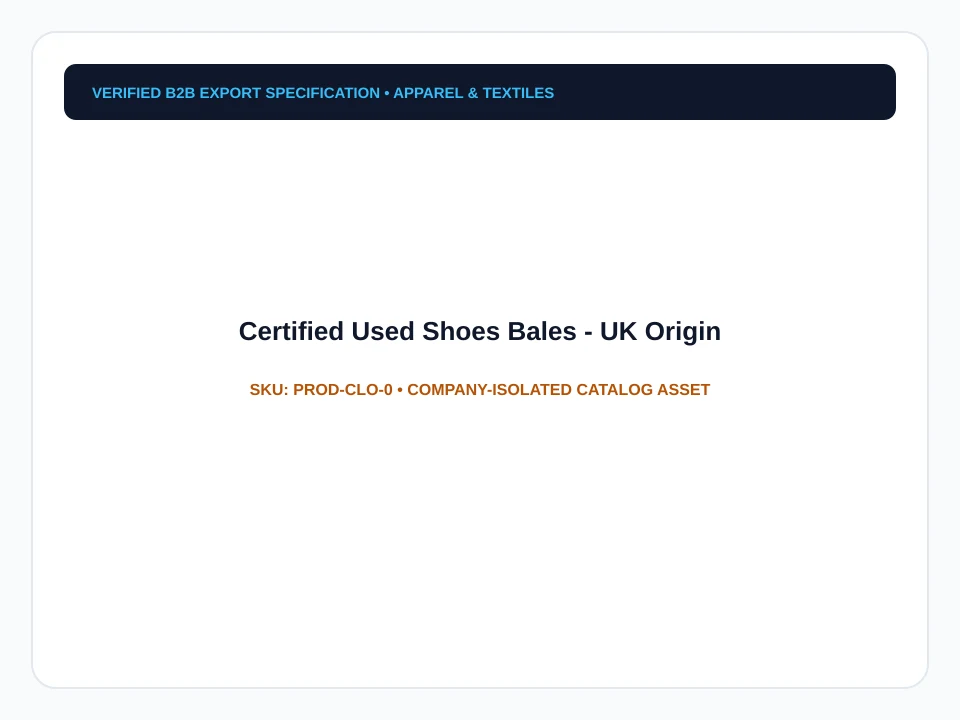 VERIFIED B2B EXPORT SPECIFICATION • APPAREL & TEXTILES
Certified Used Shoes Bales - UK Origin
SKU: PROD-CLO-0 • COMPANY-ISOLATED CATALOG ASSET